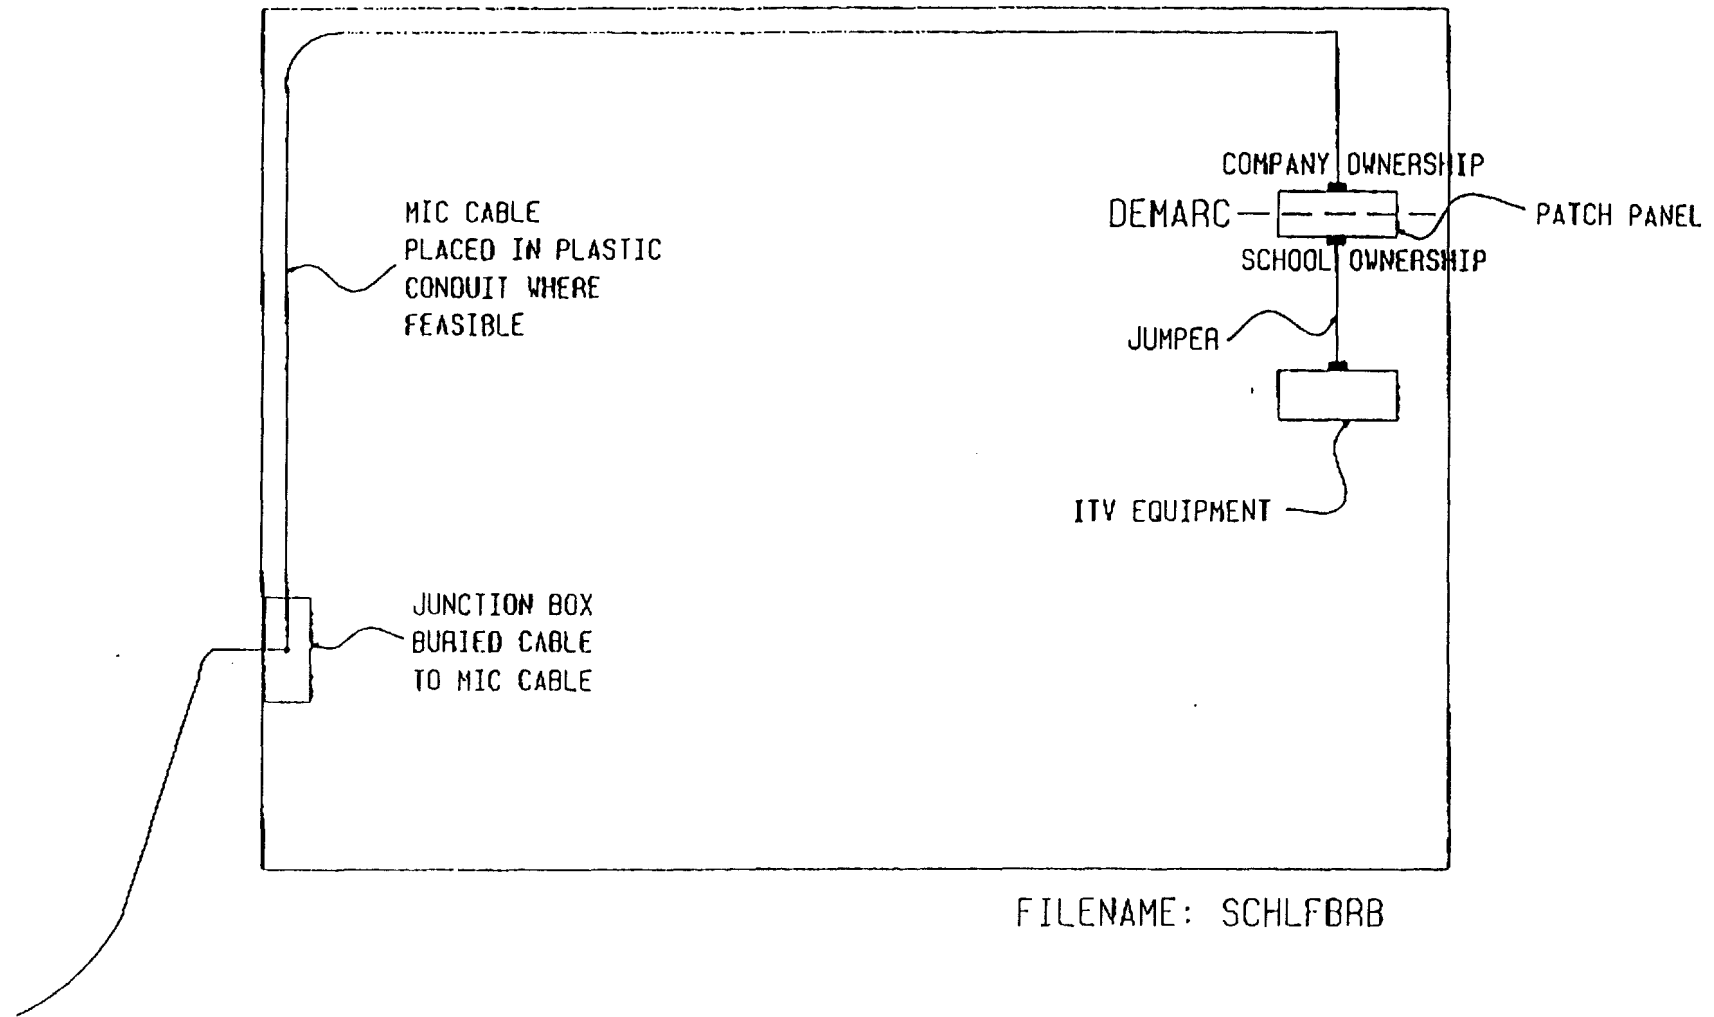 COMPANY OWNERSHIP
MIC CABLE
PLACED IN PLASTIC
CONDUIT WHERE
FEASIBLE
DEMARC
PATCH PANEL
SCHOOL OWNERSHIP
JUMPER
ITV EQUIPMENT
JUNCTION BOX
BURIED CABLE
TO MIC CABLE
FILENAME: SCHLFBRB